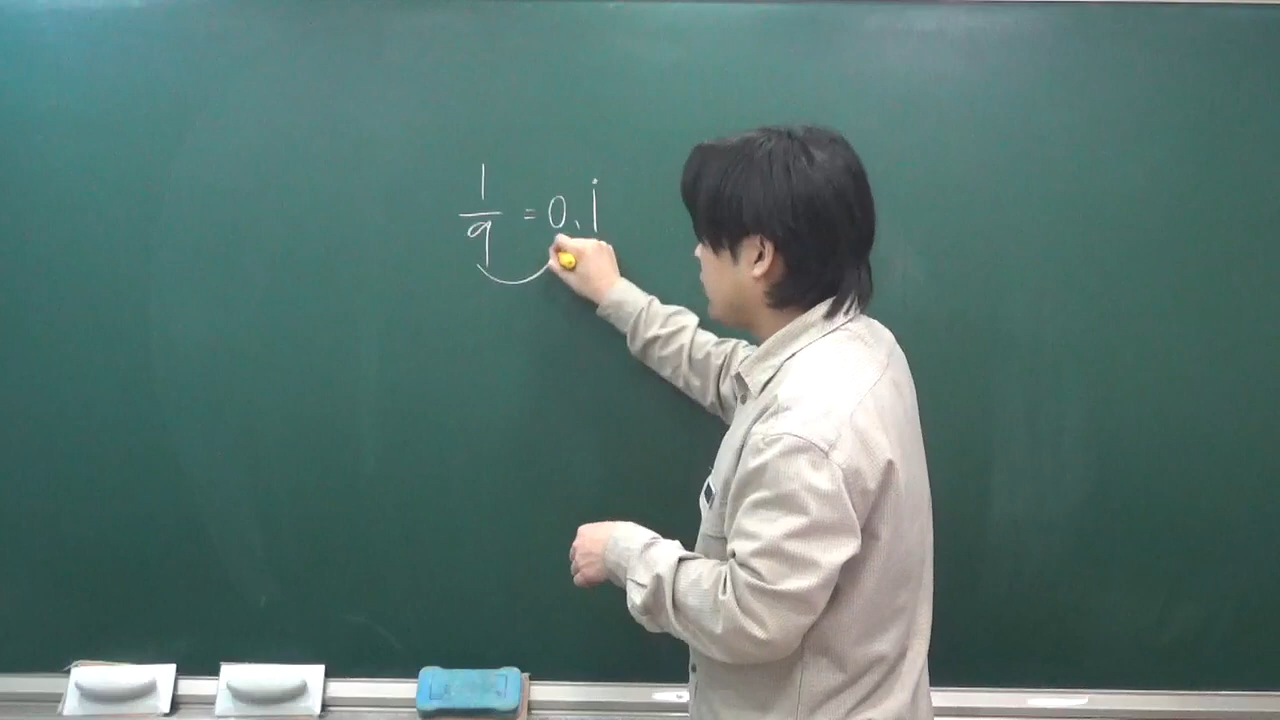 1/9 = 0.1̇